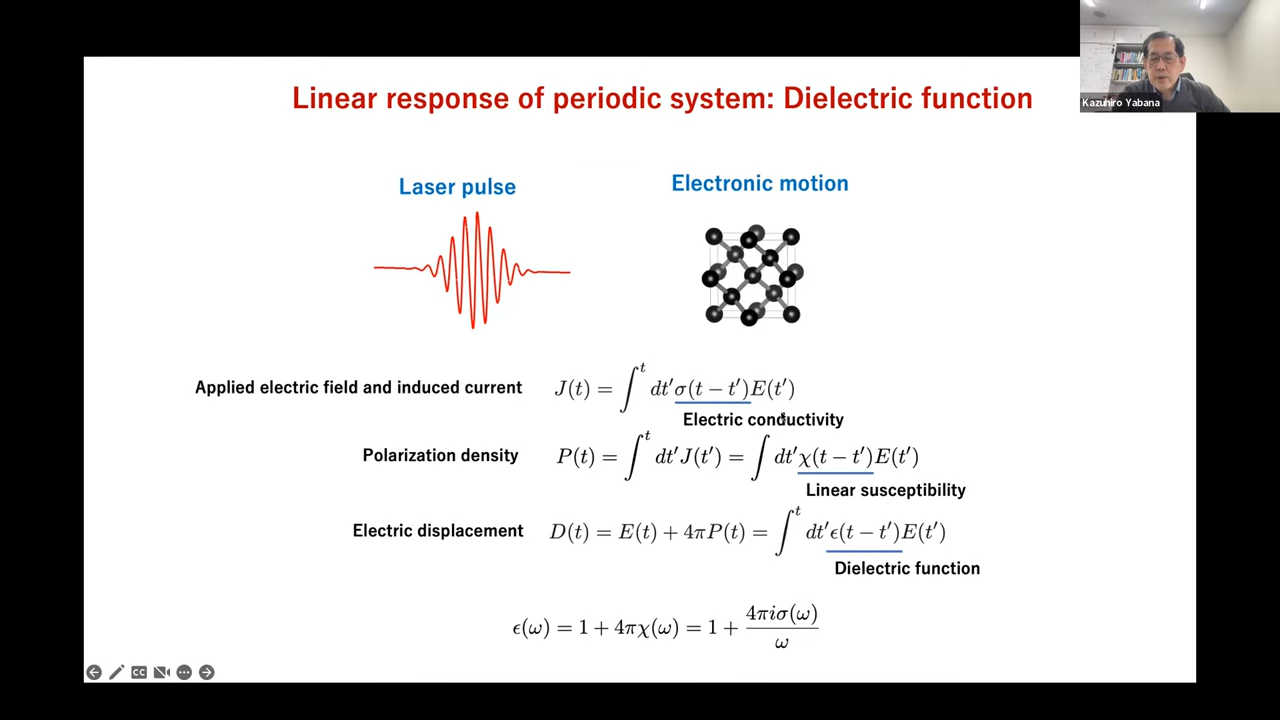 Linear response of periodic system: Dielectric function
Kazuhiro Yabana
Laser pulse
Electronic motion
Applied electric field and induced current J(t) = ∫^t dt′σ(t − t′)E(t′)
Electric conductivity
Polarization density P(t) = ∫^t dt′J(t′) = ∫ dt′χ(t − t′)E(t′)
Linear susceptibility
Electric displacement D(t) = E(t) + 4πP(t) = ∫^t dt′ϵ(t − t′)E(t′)
Dielectric function
ϵ(ω) = 1 + 4πχ(ω) = 1 + 4πiσ(ω)/ω
CC